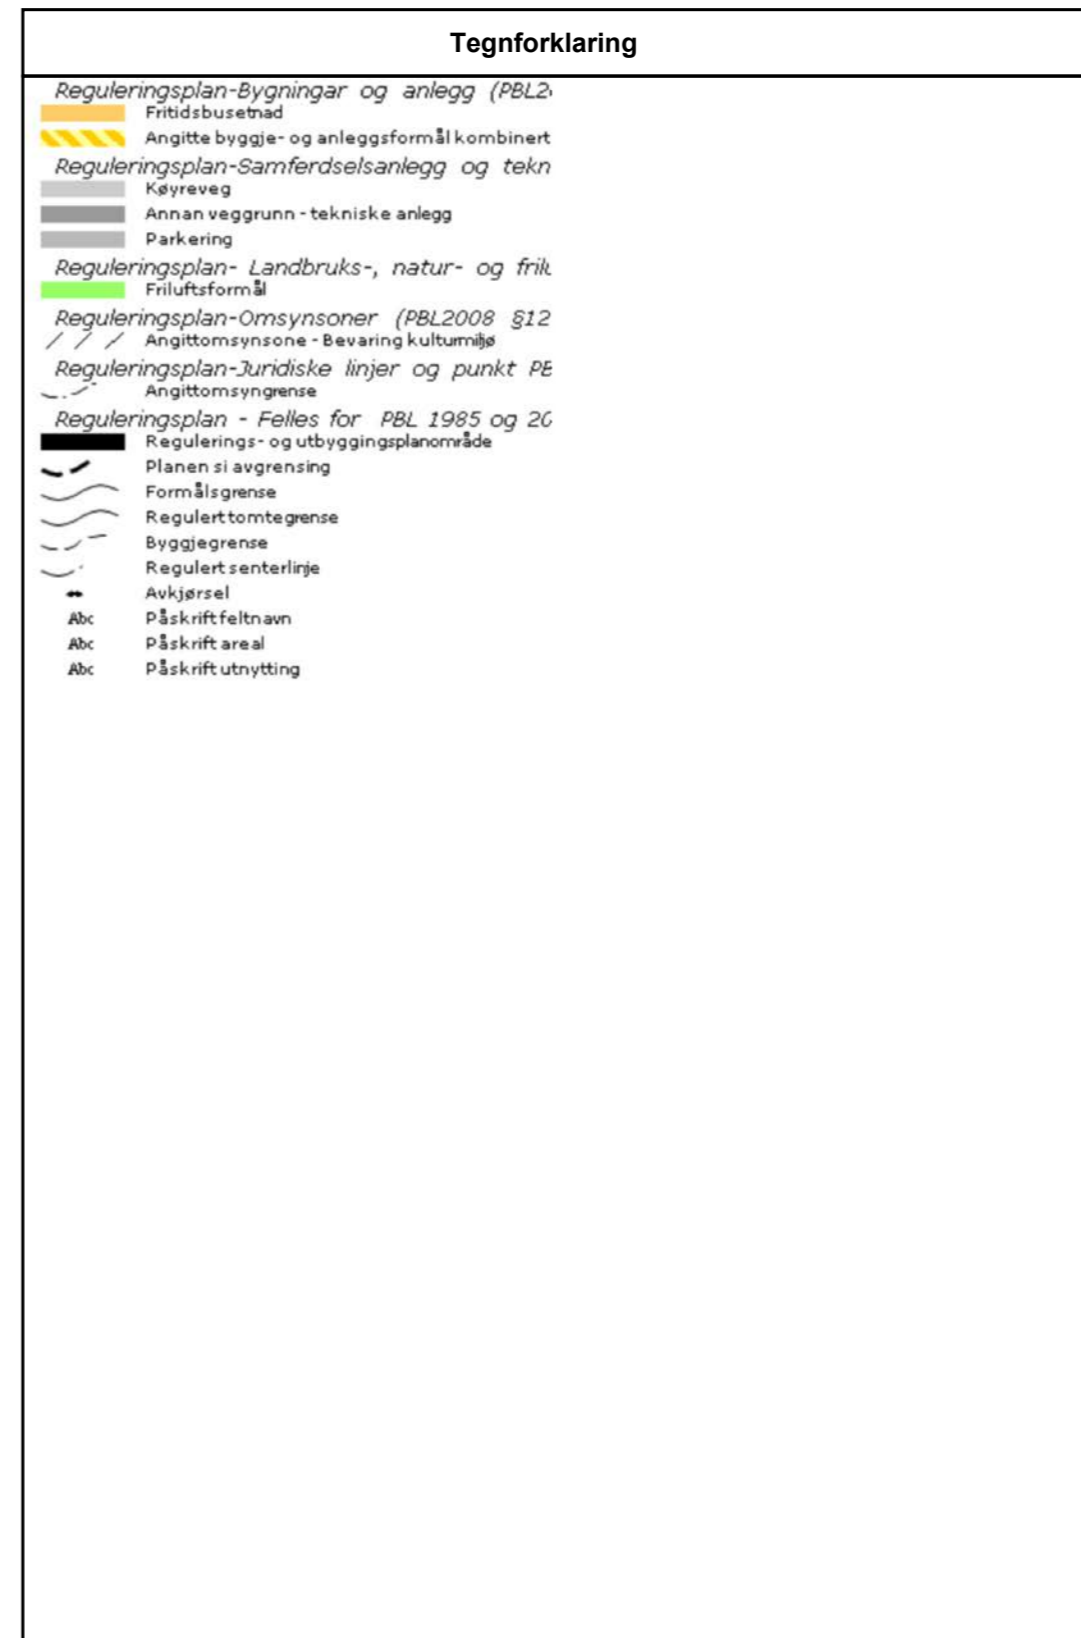 Tegnforklaring
Reguleringsplan-Bygningar og anlegg (PBL2
Fritidsbusetnad
Angitte byggje- og anleggsformål kombinert
Reguleringsplan-Samferdselsanlegg og tekn
Køyreveg
Annan veggrunn - tekniske anlegg
Parkering
Reguleringsplan- Landbruks-, natur- og frilu
Friluftsformål
Reguleringsplan-Omsynsoner (PBL2008 §12
Angittomsynsone - Bevaring kulturmiljø
Reguleringsplan-Juridiske linjer og punkt PB
Angittomsyngrense
Reguleringsplan - Felles for PBL 1985 og 20
Regulerings- og utbyggingsplanområde
Planen si avgrensing
Formålsgrense
Regulert tomtegrense
Byggjegrense
Regulert senterlinje
Avkjørsel
Abc Påskrift feltnavn
Abc Påskrift areal
Abc Påskrift utnytting